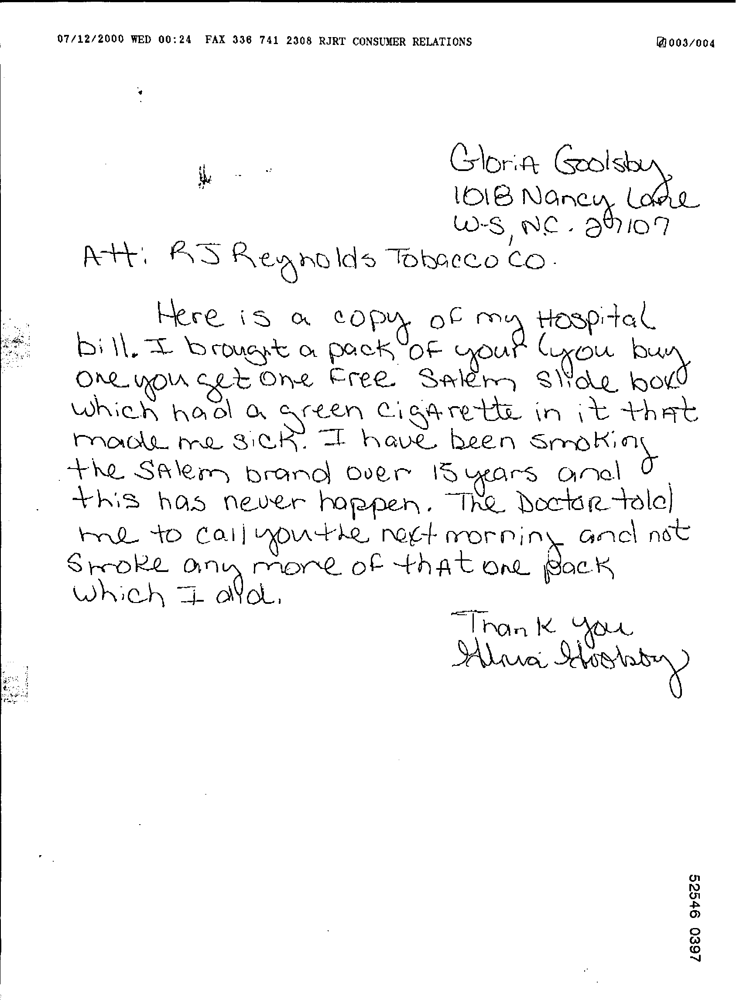 07/12/2000 WED 00:24 FAX 336 741 2308 RJRT CONSUMER RELATIONS 003/004
Gloria Goolsby
1018 Nancy Lane
W-S, N.C. 27107
Att: RJ Reynolds Tobacco Co.
Here is a copy of my Hospital
bill. I brought a pack of your (you buy
one you get one Free Salem Slide box)
which had a green cigarette in it that
made me sick. I have been smoking
the Salem brand over 15 years and
this has never happen. The Doctor told
me to call you the next morning and not
Smoke any more of that one pack
which I did.
Thank you
Gloria Goolsby
52546 0397